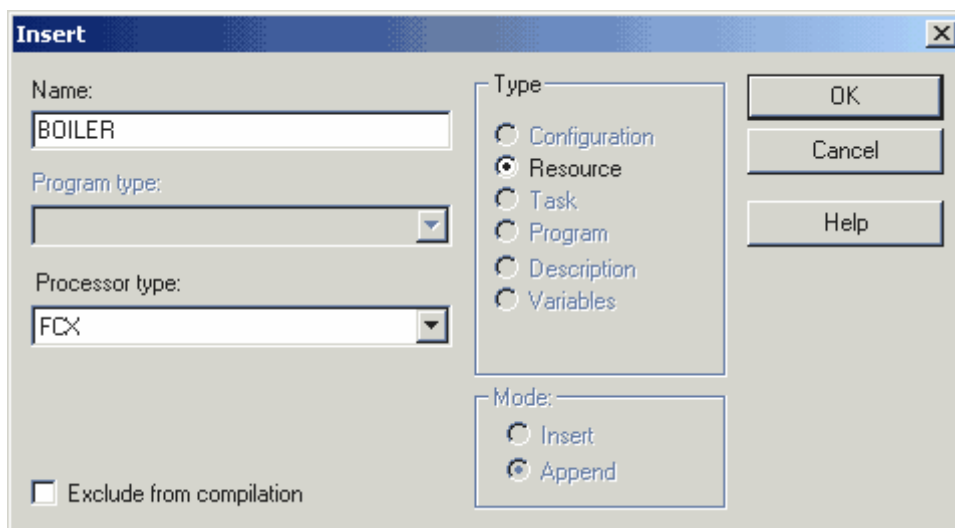 Insert
Name:
BOILER
Program type:
Processor type:
FCX
Exclude from compilation
Type
Configuration
Resource
Task
Program
Description
Variables
Mode:
Insert
Append
OK
Cancel
Help